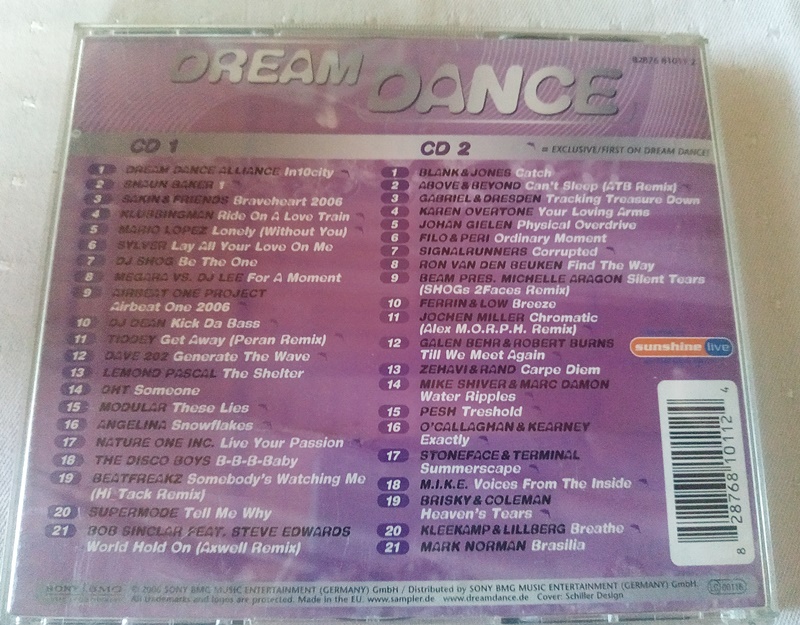 DREAM DANCE
82876 81011 2
CD 1
1 DREAM DANCE ALLIANCE In10city
2 SHAUN BAKER 1
3 SAKIN & FRIENDS Braveheart 2006
4 KLUBBINGMAN Ride On A Love Train
5 MARIO LOPEZ Lonely (Without You)
6 SYLVER Lay All Your Love On Me
7 DJ SHOG Be The One
8 MEGARA VS. DJ LEE For A Moment
9 AIRBEAT ONE PROJECT
Airbeat One 2006
10 DJ DEAN Kick Da Bass
11 TIDDEY Get Away (Peran Remix)
12 DAVE 202 Generate The Wave
13 LEMOND PASCAL The Shelter
14 DHT Someone
15 MODULAR These Lies
16 ANGELINA Snowflakes
17 NATURE ONE INC. Live Your Passion
18 THE DISCO BOYS B-B-B-Baby
19 BEATFREAKZ Somebody's Watching Me
(Hi_Tack Remix)
20 SUPERMODE Tell Me Why
21 BOB SINCLAR FEAT. STEVE EDWARDS
World Hold On (Axwell Remix)
CD 2
= EXCLUSIVE/FIRST ON DREAM DANCE!
1 BLANK & JONES Catch
2 ABOVE & BEYOND Can't Sleep (ATB Remix)
3 GABRIEL & DRESDEN Tracking Treasure Down
4 KAREN OVERTONE Your Loving Arms
5 JOHAN GIELEN Physical Overdrive
6 FILO & PERI Ordinary Moment
7 SIGNALRUNNERS Corrupted
8 RON VAN DEN BEUKEN Find The Way
9 BEAM PRES. MICHELLE ARAGON Silent Tears
(SHOGs 2Faces Remix)
10 FERRIN & LOW Breeze
11 JOCHEN MILLER Chromatic
(Alex M.O.R.P.H. Remix)
12 GALEN BEHR & ROBERT BURNS
Till We Meet Again
13 ZEHAVI & RAND Carpe Diem
14 MIKE SHIVER & MARC DAMON
Water Ripples
15 PESH Treshold
16 O'CALLAGHAN & KEARNEY
Exactly
17 STONEFACE & TERMINAL
Summerscape
18 M.I.K.E. Voices From The Inside
19 BRISKY & COLEMAN
Heaven's Tears
20 KLEEKAMP & LILLBERG Breathe
21 MARK NORMAN Brasilia
sunshine live
8 28768 10112 4
SONY BMG
© 2006 SONY BMG MUSIC ENTERTAINMENT (GERMANY) GmbH / Distributed by SONY BMG MUSIC ENTERTAINMENT (GERMANY) GmbH.
All trademarks and logos are protected. Made in the EU. www.sampler.de www.dreamdance.de Cover: Schiller Design